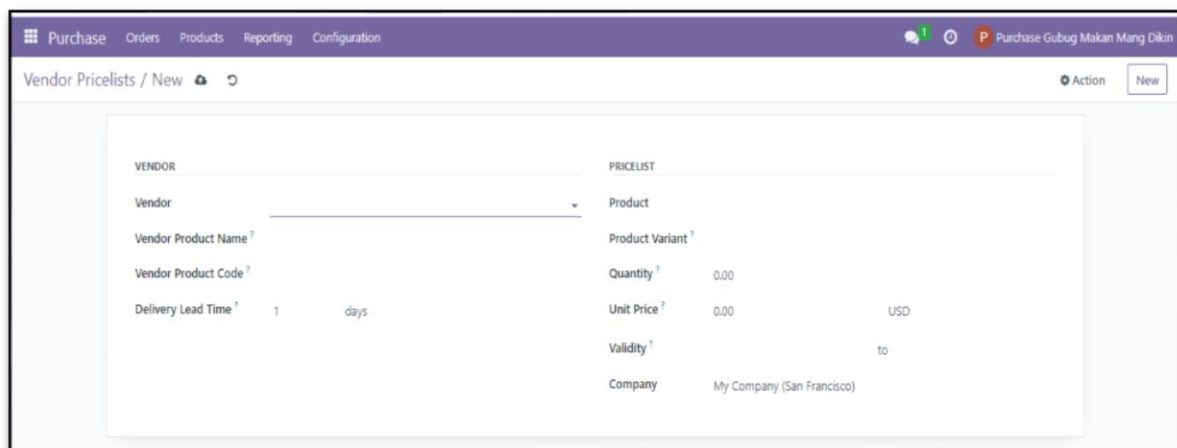 Purchase Orders Products Reporting Configuration 1 P Purchase Gubug Makan Mang Dikin
Vendor Pricelists / New Action New
VENDOR
Vendor
Vendor Product Name ?
Vendor Product Code ?
Delivery Lead Time ? 1 days
PRICELIST
Product
Product Variant ?
Quantity ? 0.00
Unit Price ? 0.00 USD
Validity ? to
Company My Company (San Francisco)